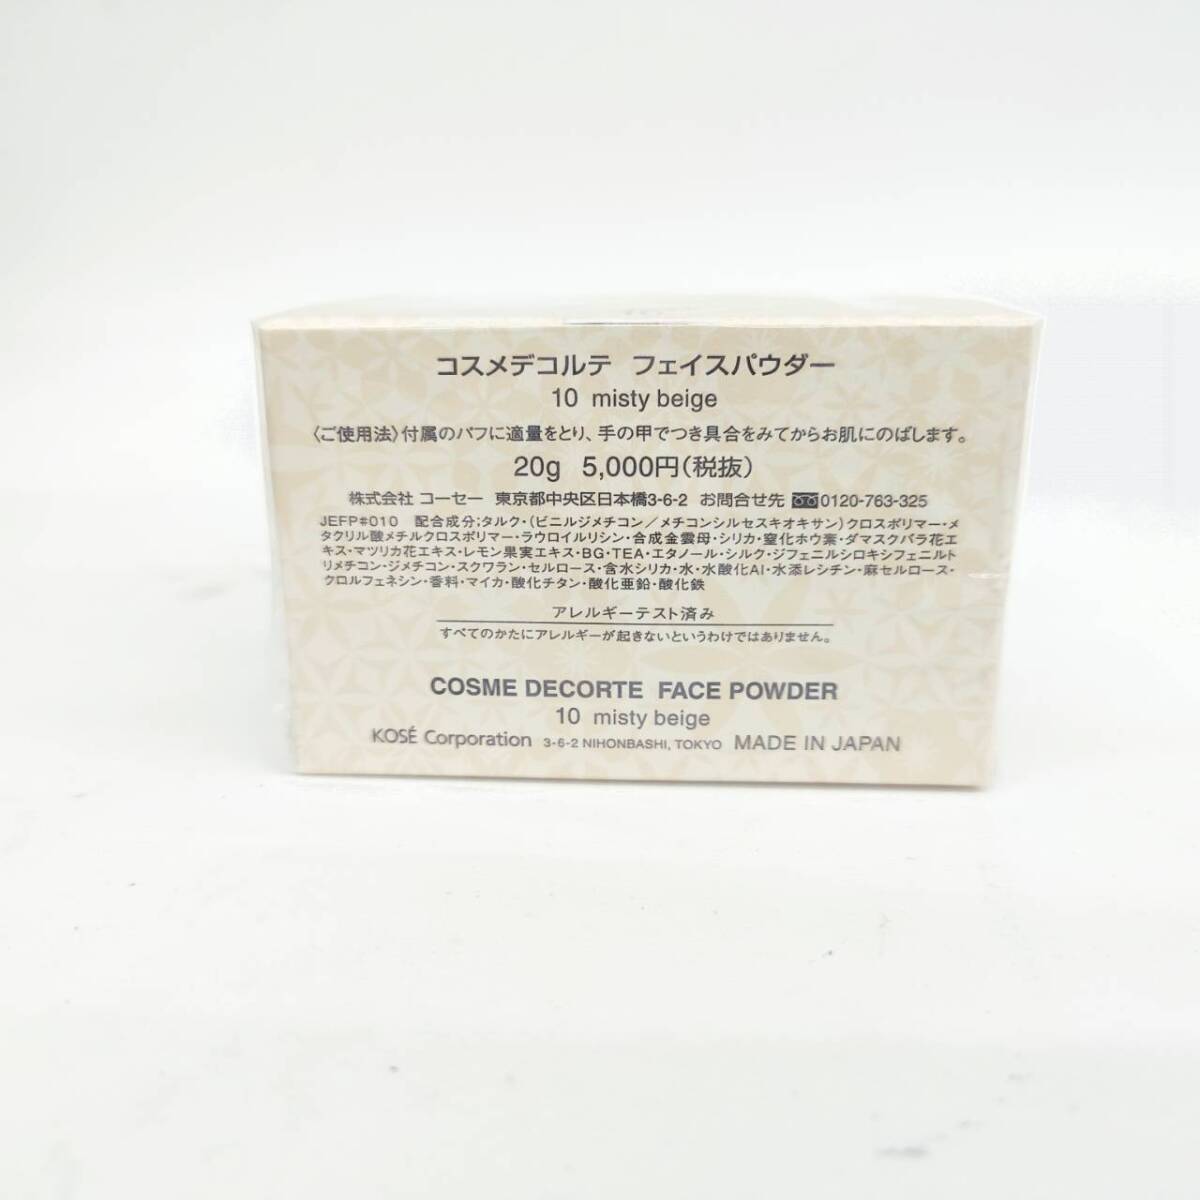 コスメデコルテ フェイスパウダー
10 misty beige
〈ご使用法〉付属のパフに適量をとり、手の甲でつき具合をみてからお肌にのばします。
20g 5,000円(税抜)
株式会社 コーセー 東京都中央区日本橋3-6-2 お問合せ先 0120-763-325
JEFP#010 配合成分;タルク・(ビニルジメチコン/メチコンシルセスキオキサン)クロスポリマー・メ
タクリル酸メチルクロスポリマー・ラウロイルリシン・合成金雲母・シリカ・窒化ホウ素・ダマスクバラ花エ
キス・マツリカ花エキス・レモン果実エキス・BG・TEA・エタノール・シルク・ジフェニルシロキシフェニルト
リメチコン・ジメチコン・スクワラン・セルロース・含水シリカ・水・水酸化Al・水添レシチン・麻セルロース・
クロルフェネシン・香料・マイカ・酸化チタン・酸化亜鉛・酸化鉄
アレルギーテスト済み
すべてのかたにアレルギーが起きないというわけではありません。
COSME DECORTE FACE POWDER
10 misty beige
KOSÉ Corporation 3-6-2 NIHONBASHI, TOKYO MADE IN JAPAN